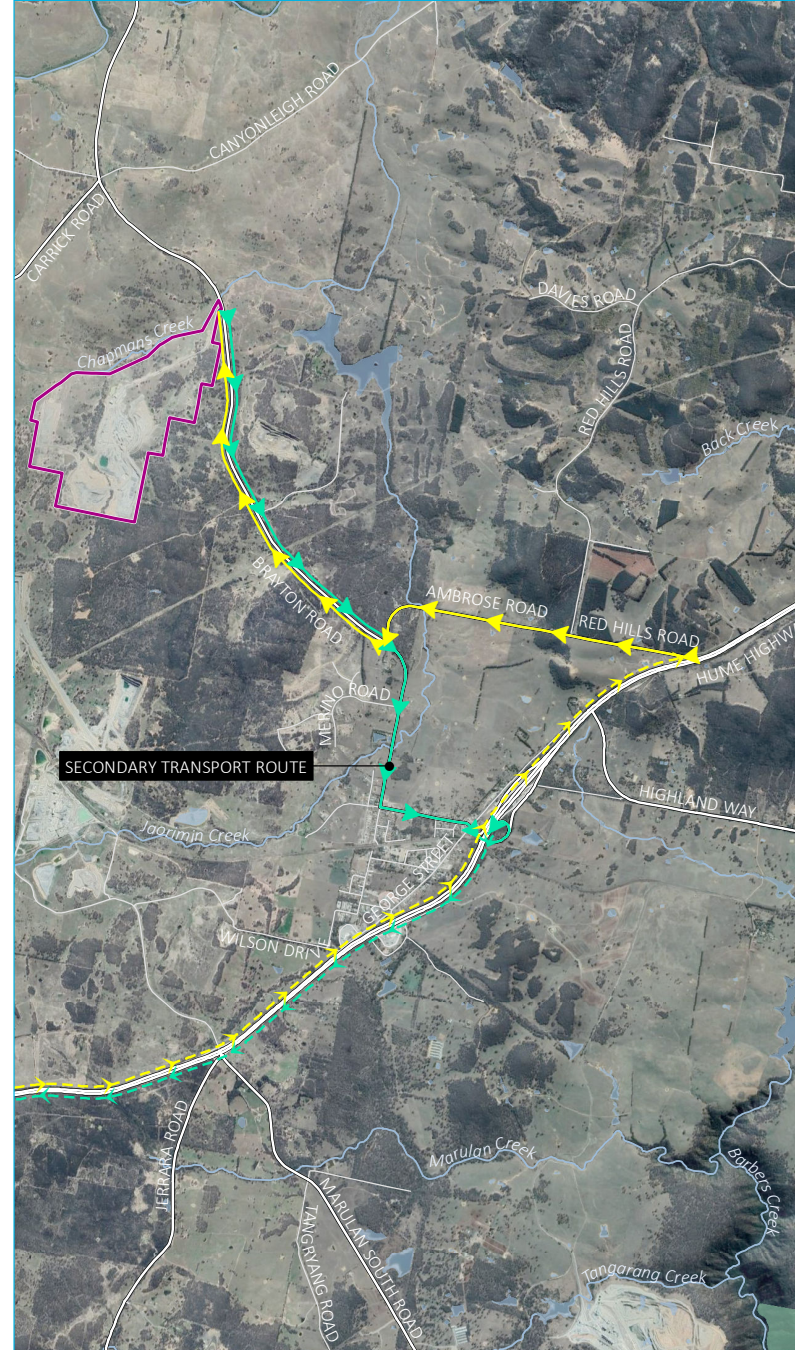 CANYONLEIGH ROAD
CARRICK ROAD
DAVIES ROAD
Chapmans Creek
RED HILLS ROAD
Back Creek
BRAYTON ROAD
AMBROSE ROAD
RED HILLS ROAD
HUME HIGHW
MERINO ROAD
SECONDARY TRANSPORT ROUTE
HIGHLAND WAY
Jaorimin Creek
GEORGE STREET
WILSON DRIVE
JERRARA ROAD
Marulan Creek
Barbers Creek
MARULAN SOUTH ROAD
TANGRYANG ROAD
Tangarang Creek